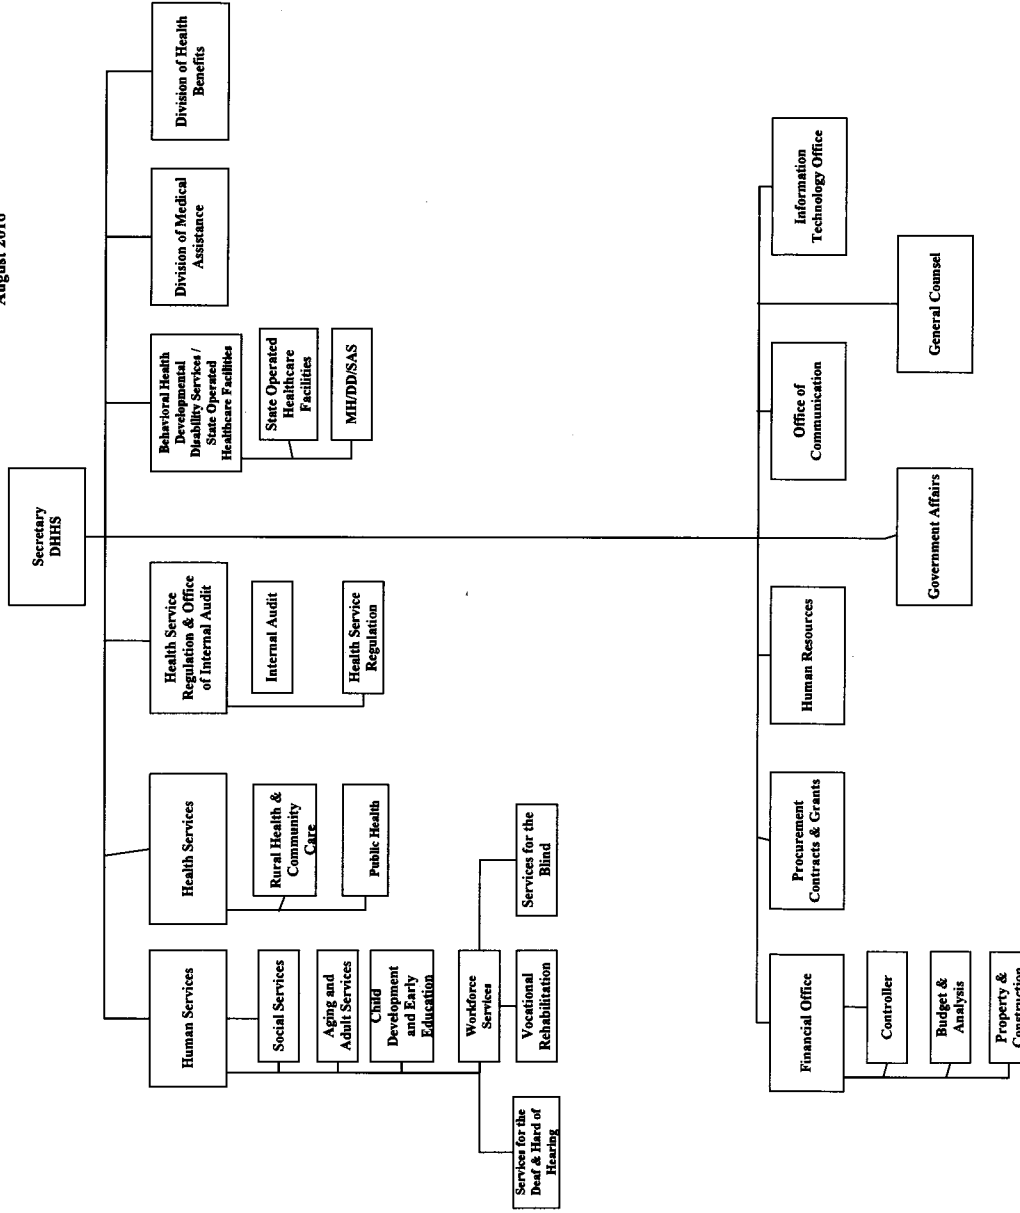 August 2016
Secretary
DHHS
Human Services
Social Services
Aging and
Adult Services
Child
Development
and Early
Education
Workforce
Services
Services for the
Deaf & Hard of
Hearing
Vocational
Rehabilitation
Services for the
Blind
Health Services
Rural Health &
Community
Care
Public Health
Health Service
Regulation & Office
of Internal Audit
Internal Audit
Health Service
Regulation
Behavioral Health
Developmental
Disability Services /
State Operated
Healthcare Facilities
State Operated
Healthcare
Facilities
MH/DD/SAS
Division of Medical
Assistance
Division of Health
Benefits
Financial Office
Controller
Budget &
Analysis
Property &
Construction
Procurement
Contracts & Grants
Human Resources
Office of
Communication
Information
Technology Office
Government Affairs
General Counsel